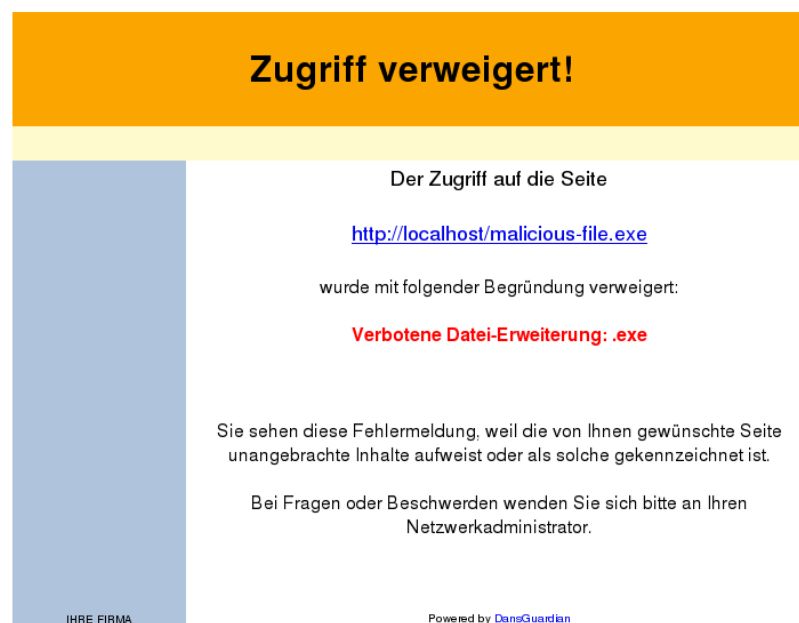 Zugriff verweigert!
Der Zugriff auf die Seite
http://localhost/malicious-file.exe
wurde mit folgender Begründung verweigert:
Verbotene Datei-Erweiterung: .exe
Sie sehen diese Fehlermeldung, weil die von Ihnen gewünschte Seite
unangebrachte Inhalte aufweist oder als solche gekennzeichnet ist.
Bei Fragen oder Beschwerden wenden Sie sich bitte an Ihren
Netzwerkadministrator.
IHRE FIRMA
Powered by DansGuardian